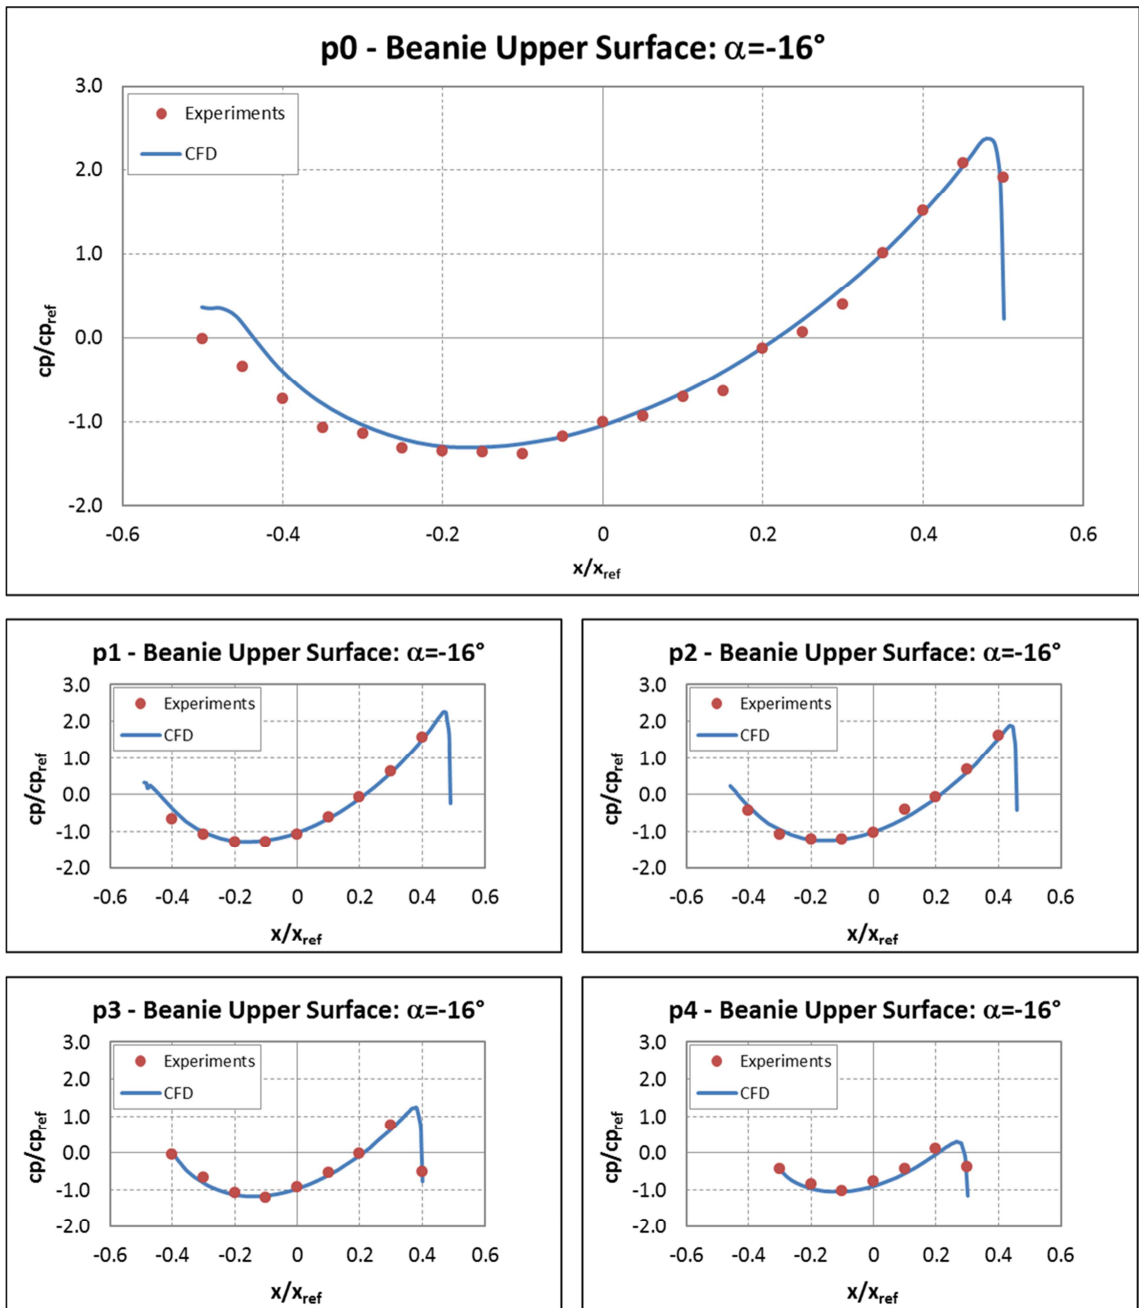 p0 - Beanie Upper Surface: α=-16°
3.0
Experiments
CFD
2.0
1.0
cp/cpref
0.0
-1.0
-2.0
-0.6 -0.4 -0.2 0 0.2 0.4 0.6
x/xref
p1 - Beanie Upper Surface: α=-16°
3.0
Experiments
2.0
CFD
1.0
cp/cpref
0.0
-1.0
-2.0
-0.6 -0.4 -0.2 0 0.2 0.4 0.6
x/xref
p2 - Beanie Upper Surface: α=-16°
3.0
Experiments
2.0
CFD
1.0
cp/cpref
0.0
-1.0
-2.0
-0.6 -0.4 -0.2 0 0.2 0.4 0.6
x/xref
p3 - Beanie Upper Surface: α=-16°
3.0
Experiments
2.0
CFD
1.0
cp/cpref
0.0
-1.0
-2.0
-0.6 -0.4 -0.2 0 0.2 0.4 0.6
x/xref
p4 - Beanie Upper Surface: α=-16°
3.0
Experiments
2.0
CFD
1.0
cp/cpref
0.0
-1.0
-2.0
-0.6 -0.4 -0.2 0 0.2 0.4 0.6
x/xref